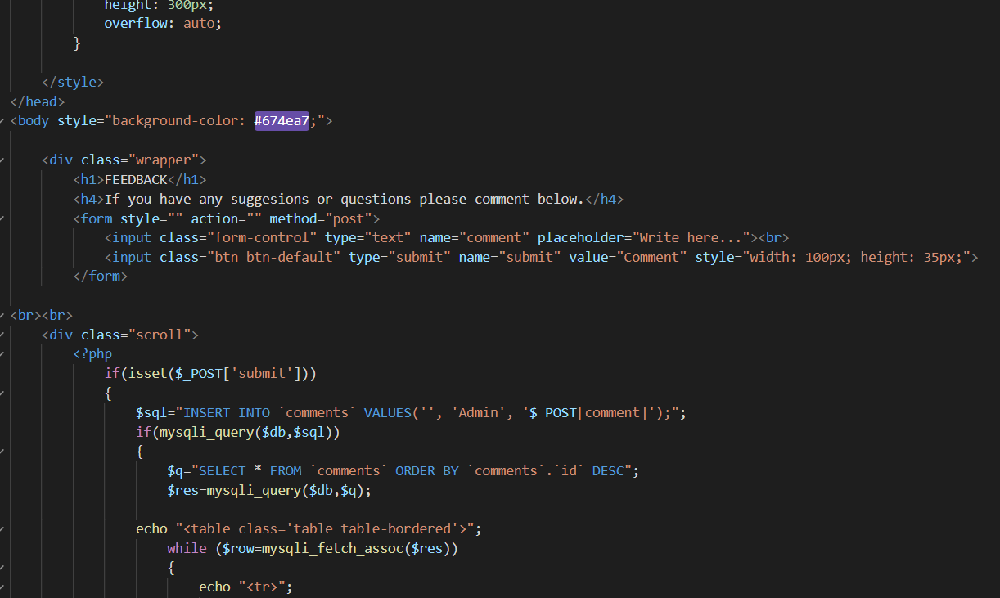 height: 300px;
overflow: auto;
}
</style>
</head>
<body style="background-color: #674ea7;">
<div class="wrapper">
<h1>FEEDBACK</h1>
<h4>If you have any suggesions or questions please comment below.</h4>
<form style="" action="" method="post">
<input class="form-control" type="text" name="comment" placeholder="Write here..."><br>
<input class="btn btn-default" type="submit" name="submit" value="Comment" style="width: 100px; height: 35px;">
</form>
<br><br>
<div class="scroll">
<?php
if(isset($_POST['submit']))
{
$sql="INSERT INTO `comments` VALUES('', 'Admin', '$_POST[comment]');";
if(mysqli_query($db,$sql))
{
$q="SELECT * FROM `comments` ORDER BY `comments`.`id` DESC";
$res=mysqli_query($db,$q);
echo "<table class='table table-bordered'>";
while ($row=mysqli_fetch_assoc($res))
{
echo "<tr>";